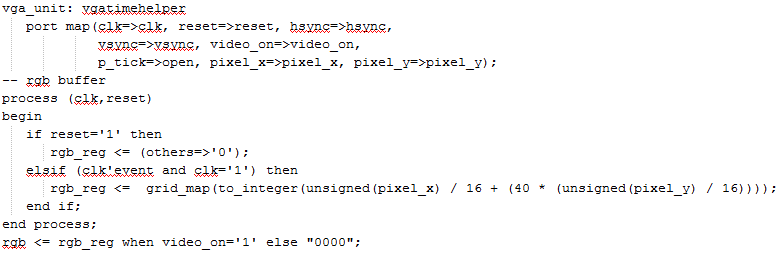 vga_unit: vgatimehelper
   port map(clk=>clk, reset=>reset, hsync=>hsync,
            vsync=>vsync, video_on=>video_on,
            p_tick=>open, pixel_x=>pixel_x, pixel_y=>pixel_y);
-- rgb buffer
process (clk,reset)
begin
   if reset='1' then
      rgb_reg <= (others=>'0');
   elsif (clk'event and clk='1') then
      rgb_reg <=  grid_map(to_integer(unsigned(pixel_x) / 16 + (40 * (unsigned(pixel_y) / 16))));
   end if;
end process;
rgb <= rgb_reg when video_on='1' else "0000";